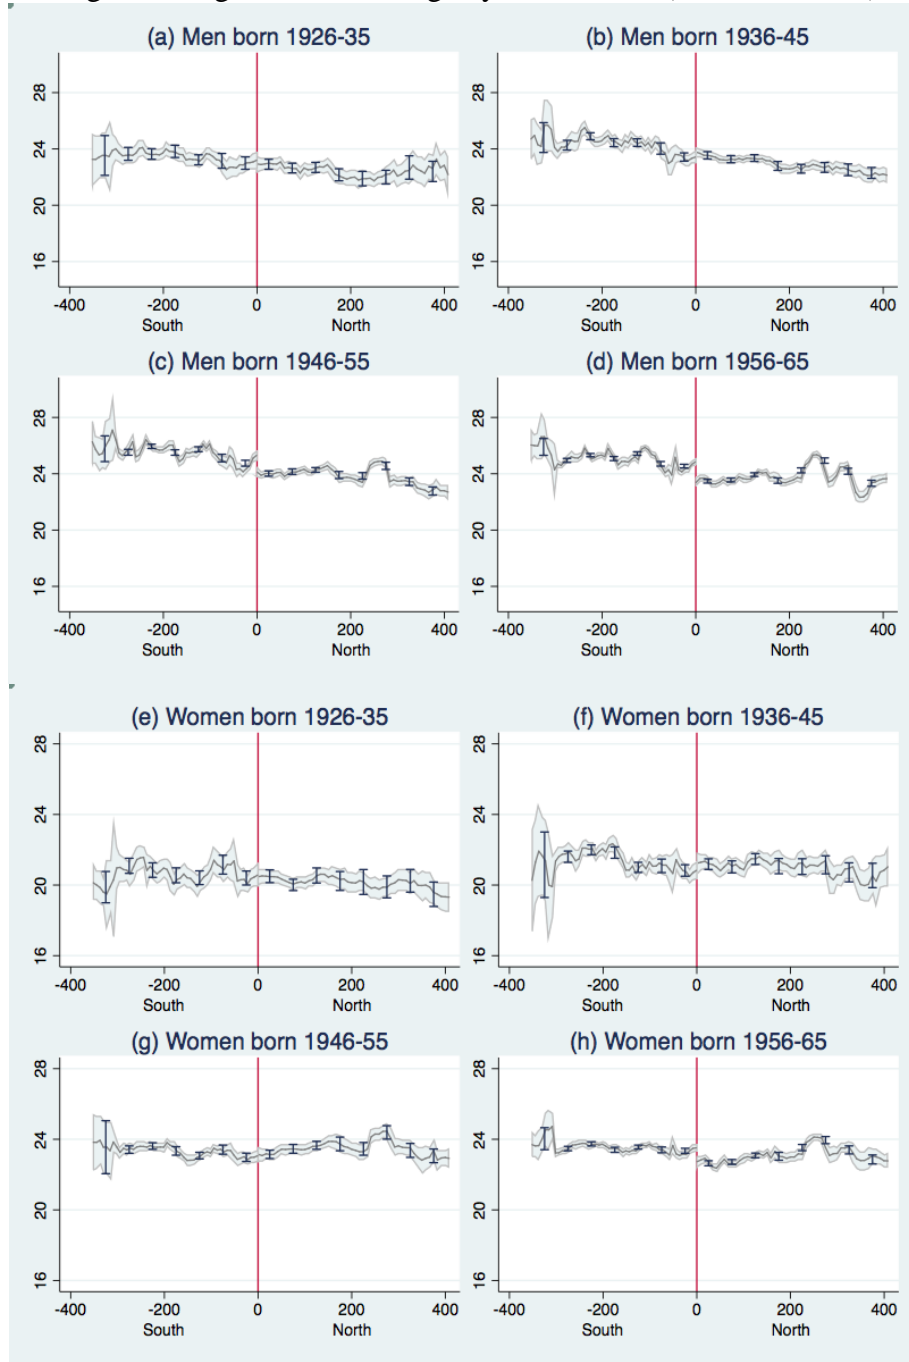 (a) Men born 1926-35
(b) Men born 1936-45
28
24
20
16
-400 -200 0 200 400
South North
28
24
20
16
-400 -200 0 200 400
South North
(c) Men born 1946-55
(d) Men born 1956-65
28
24
20
16
-400 -200 0 200 400
South North
28
24
20
16
-400 -200 0 200 400
South North
(e) Women born 1926-35
(f) Women born 1936-45
28
24
20
16
-400 -200 0 200 400
South North
28
24
20
16
-400 -200 0 200 400
South North
(g) Women born 1946-55
(h) Women born 1956-65
28
24
20
16
-400 -200 0 200 400
South North
28
24
20
16
-400 -200 0 200 400
South North